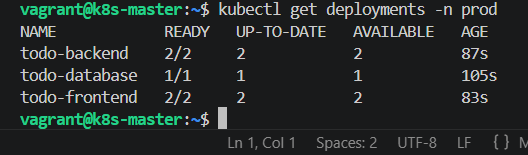 vagrant@k8s-master:~$ kubectl get deployments -n prod
NAME            READY   UP-TO-DATE   AVAILABLE   AGE
todo-backend    2/2     2            2           87s
todo-database   1/1     1            1           105s
todo-frontend   2/2     2            2           83s
vagrant@k8s-master:~$
Ln 1, Col 1    Spaces: 2    UTF-8    LF    { }    M